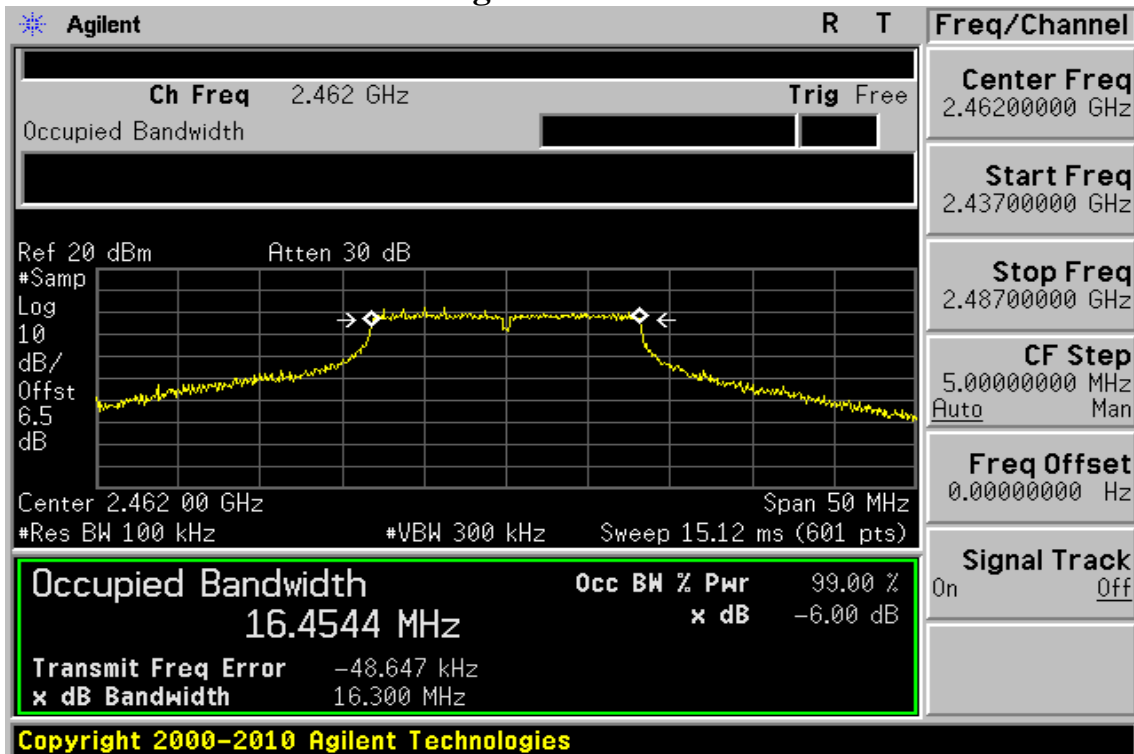 Agilent R T
Freq/Channel
Ch Freq 2.462 GHz Trig Free
Occupied Bandwidth
Center Freq
2.46200000 GHz
Start Freq
2.43700000 GHz
Stop Freq
2.48700000 GHz
CF Step
5.00000000 MHz
Auto Man
Freq Offset
0.00000000 Hz
Signal Track
On Off
Ref 20 dBm Atten 30 dB
#Samp
Log
10
dB/
Offst
6.5
dB
Center 2.462 00 GHz Span 50 MHz
#Res BW 100 kHz #VBW 300 kHz Sweep 15.12 ms (601 pts)
Occupied Bandwidth
16.4544 MHz
Occ BW % Pwr 99.00 %
x dB -6.00 dB
Transmit Freq Error -48.647 kHz
x dB Bandwidth 16.300 MHz
Copyright 2000-2010 Agilent Technologies